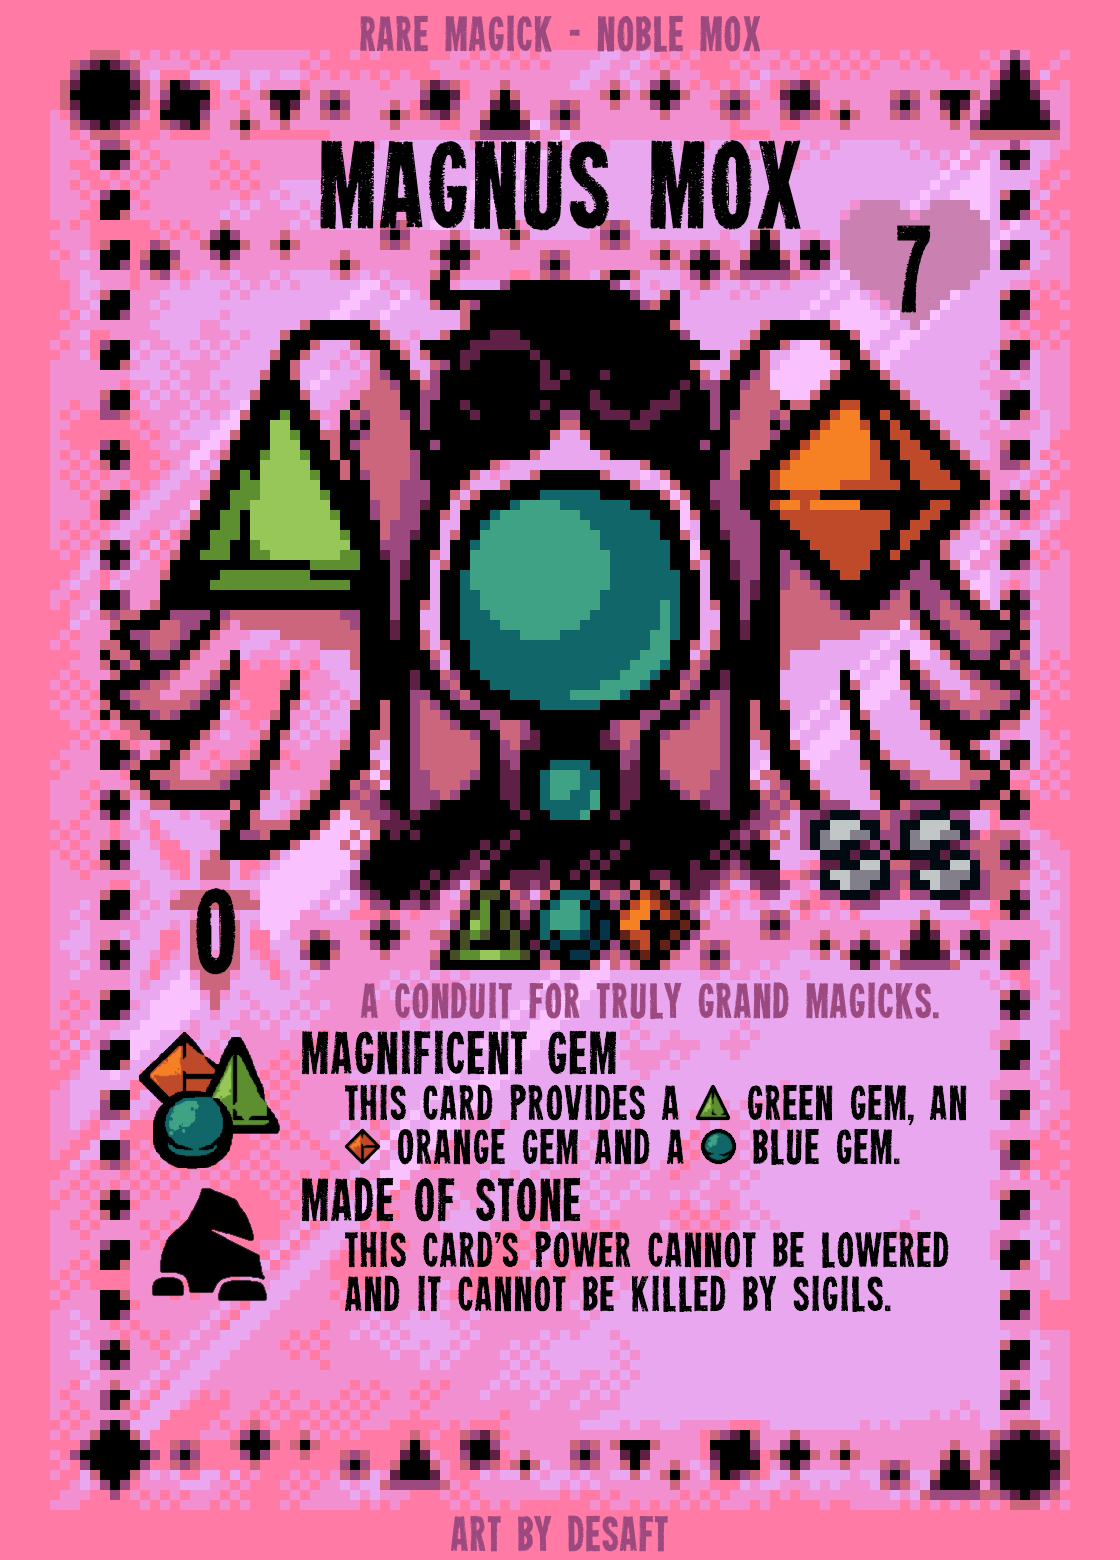 RARE MAGICK - NOBLE MOX
MAGNUS MOX
7
0
A CONDUIT FOR TRULY GRAND MAGICKS.
MAGNIFICENT GEM
THIS CARD PROVIDES A GREEN GEM, AN
ORANGE GEM AND A BLUE GEM.
MADE OF STONE
THIS CARD'S POWER CANNOT BE LOWERED
AND IT CANNOT BE KILLED BY SIGILS.
ART BY DESAFT